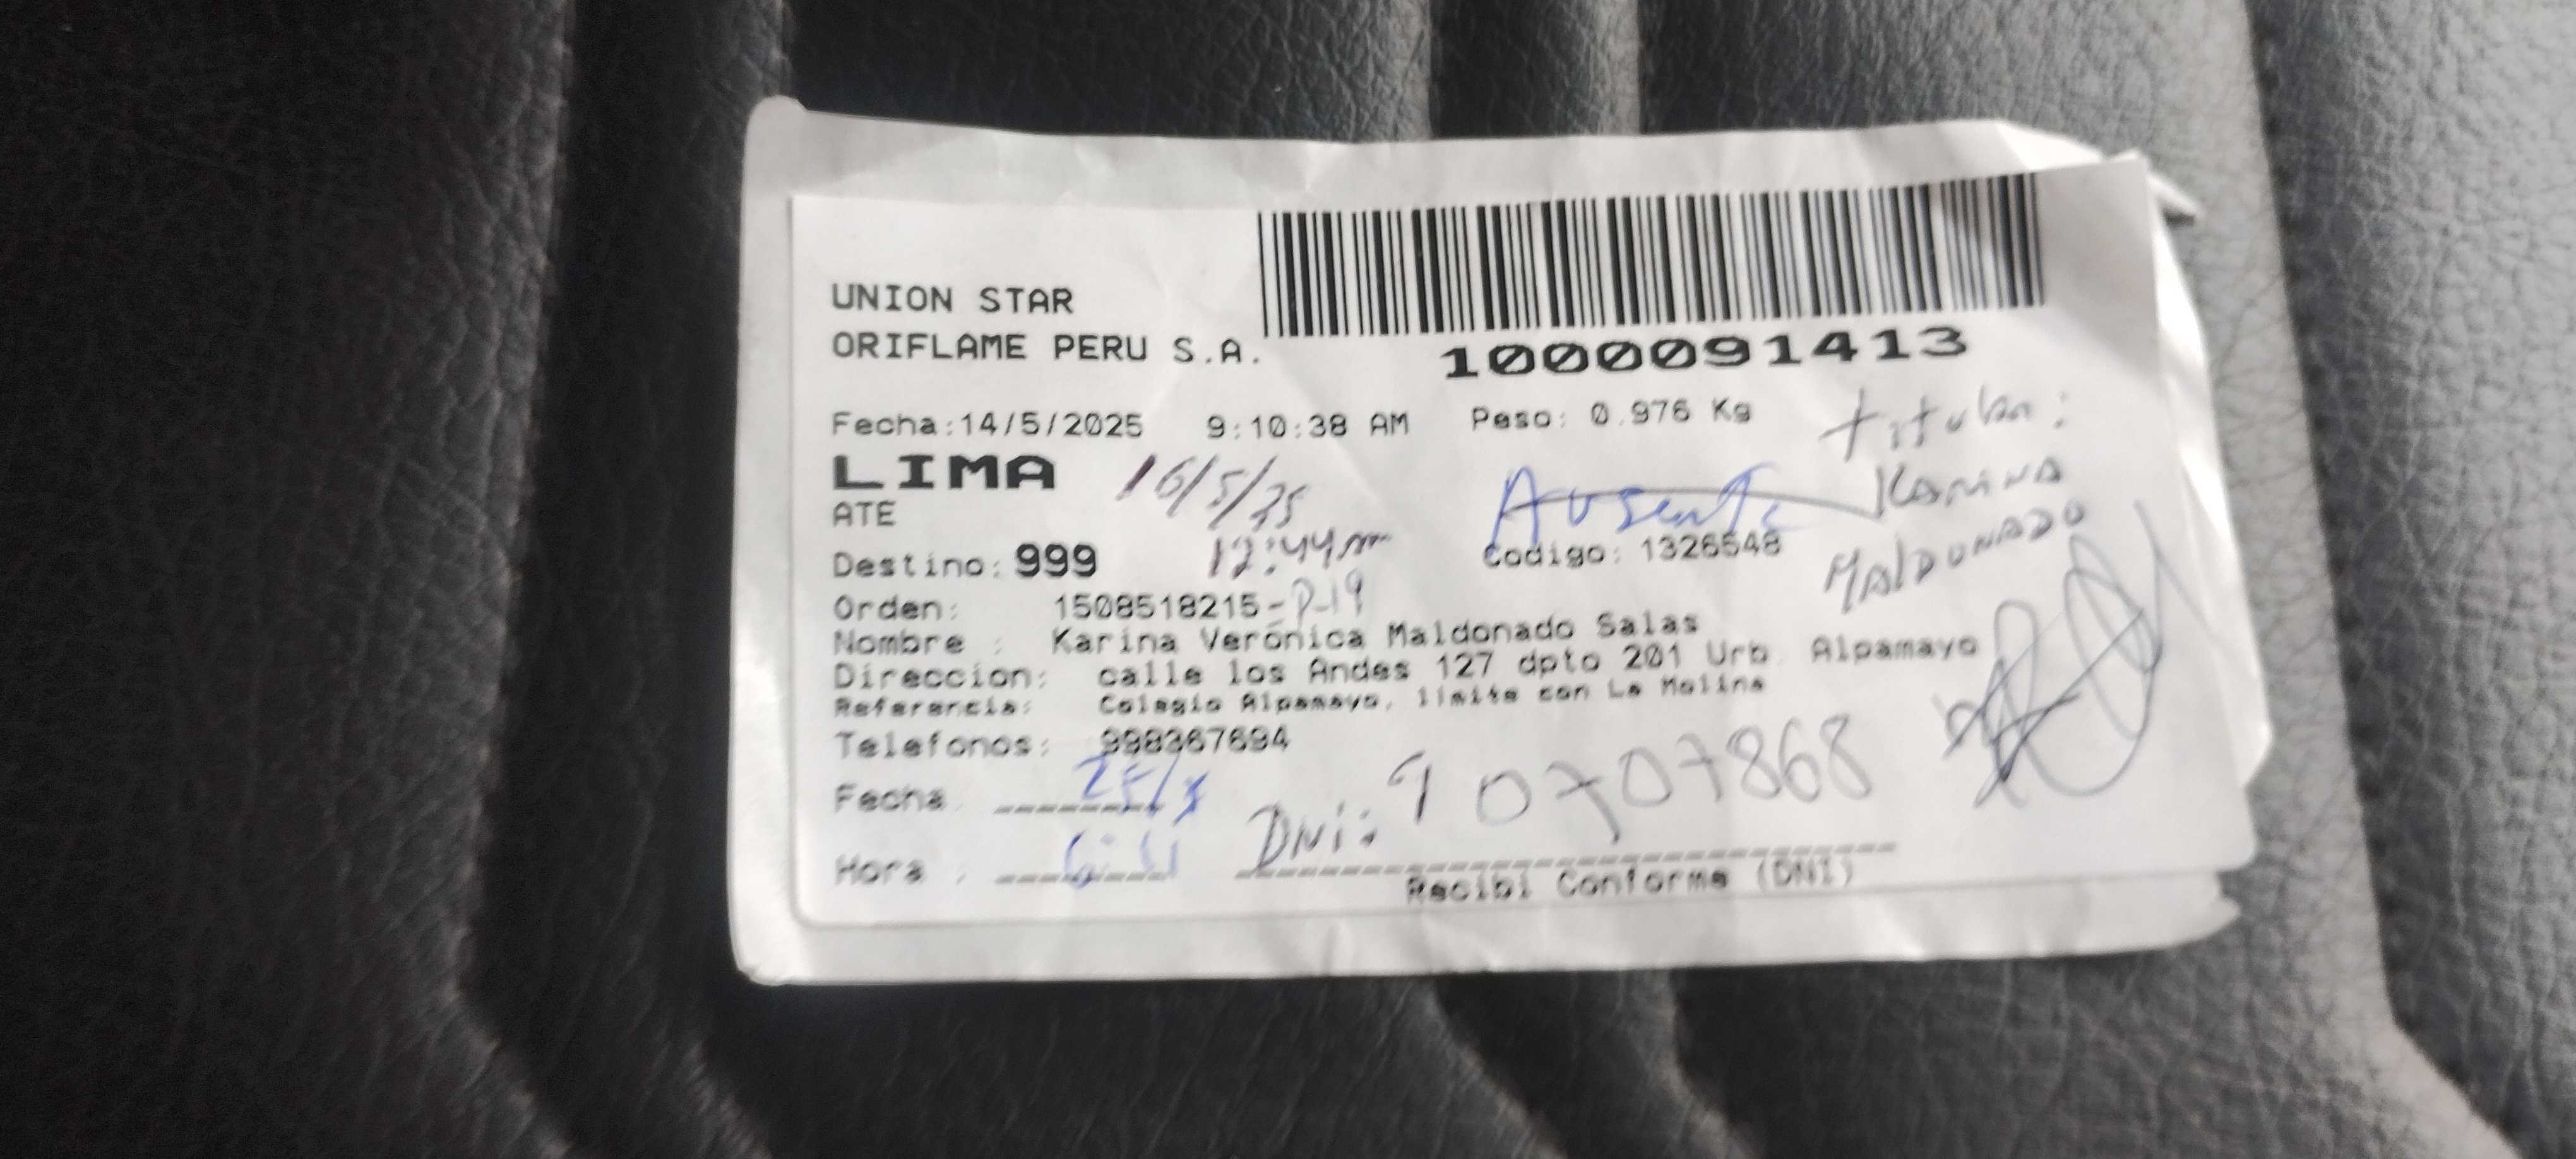 UNION STAR
ORIFLAME PERU S.A.
1000091413
Fecha:14/5/2025 9:10:38 AM Peso: 0.976 Kg
Titular:
LIMA 16/5/25 Ausente KARINA
ATE MALDONADO
Destino: 999 12:44 Codigo: 1326548
Orden: 1508518215-P-19
Nombre : Karina Verónica Maldonado Salas
Direccion: calle los Andes 127 dpto 201 Urb. Alpamayo
Referencia: Colegio Alpamayo, limite con La Molina
Telefonos: 998367694
Fecha
DNI: 10707868
Hora :
Recibi Conforme (DNI)